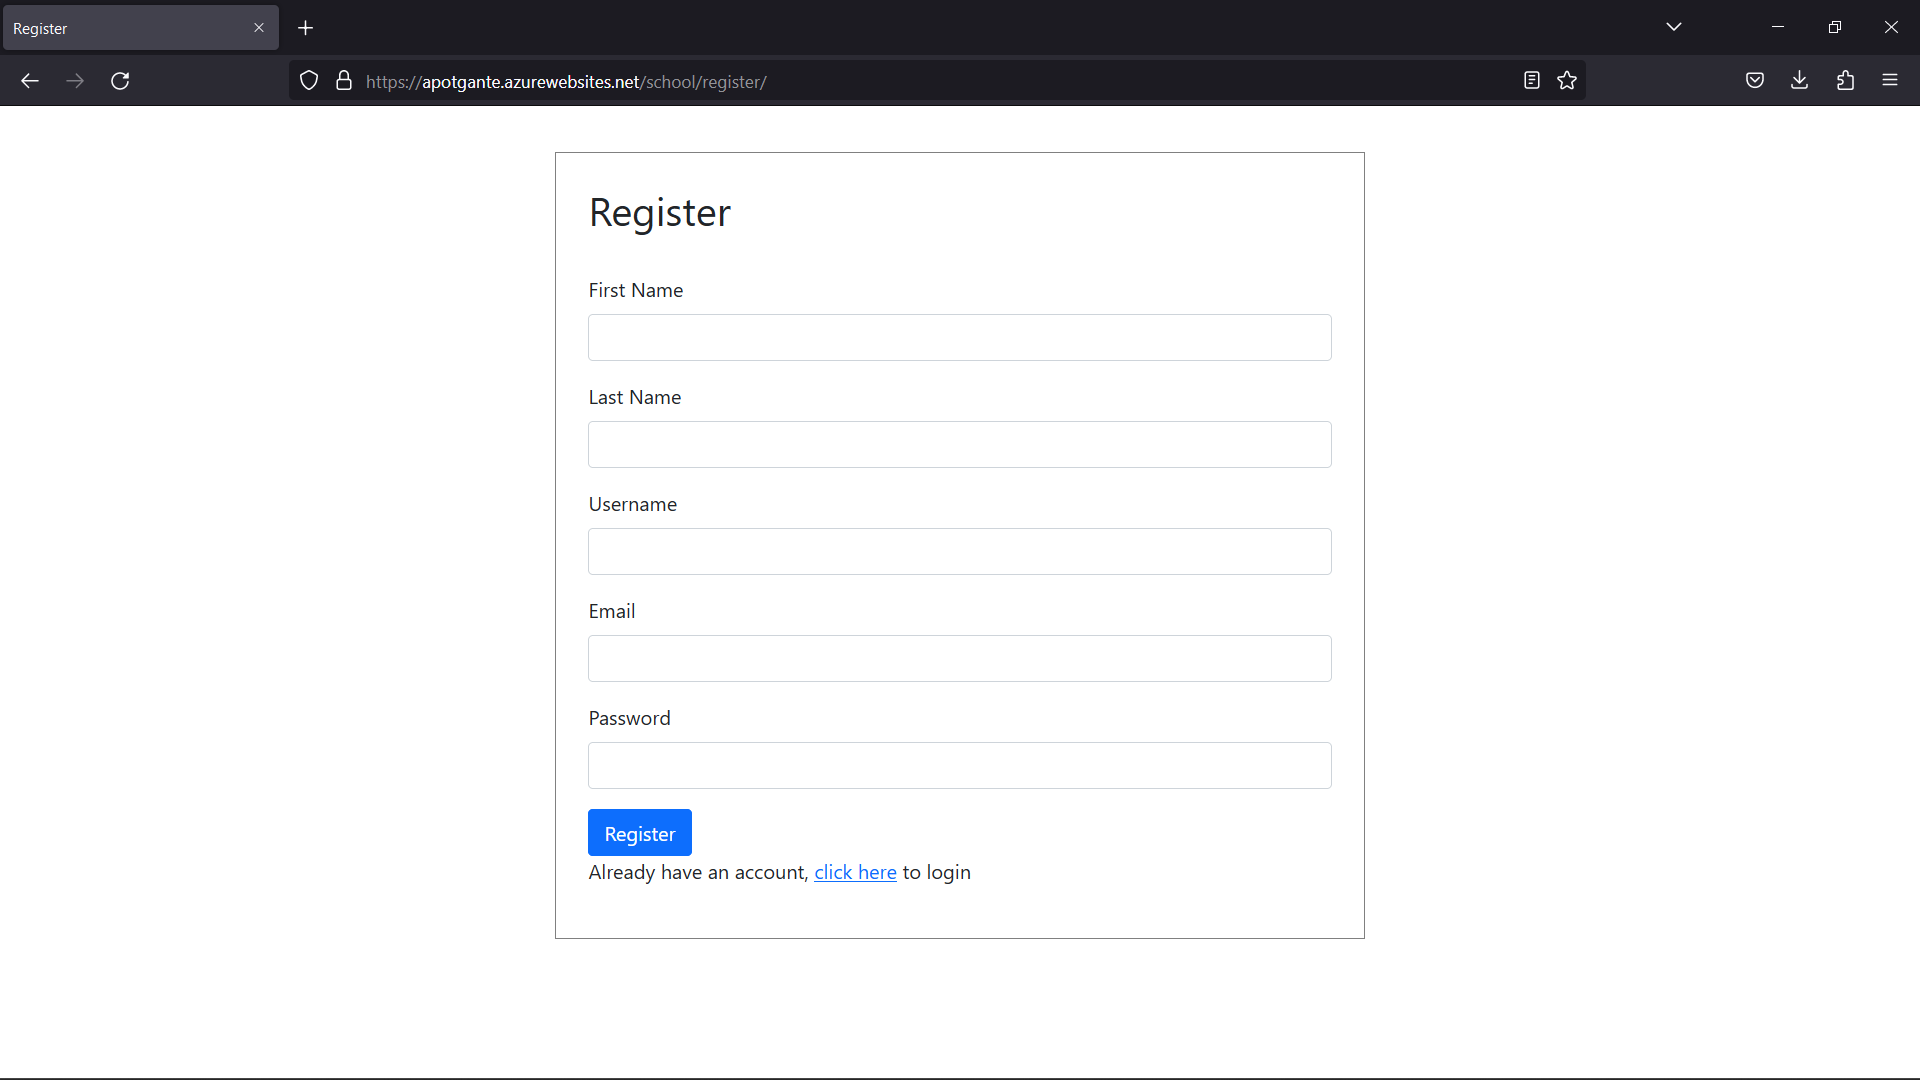 Register
https://apotgante.azurewebsites.net/school/register/
Register
First Name
Last Name
Username
Email
Password
Register
Already have an account, click here to login